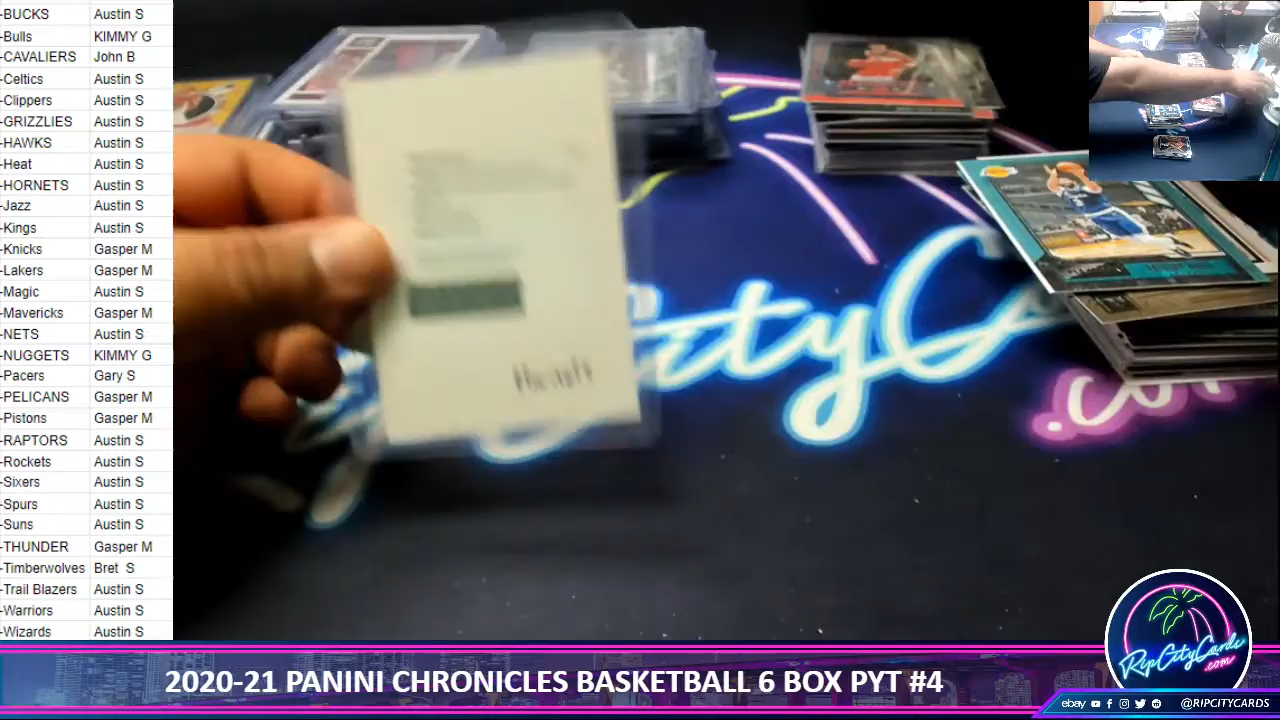 -BUCKS Austin S
-Bulls KIMMY G
-CAVALIERS John B
-Celtics Austin S
-Clippers Austin S
-GRIZZLIES Austin S
-HAWKS Austin S
-Heat Austin S
-HORNETS Austin S
-Jazz Austin S
-Kings Austin S
-Knicks Gasper M
-Lakers Gasper M
-Magic Austin S
-Mavericks Gasper M
-NETS Austin S
-NUGGETS KIMMY G
-Pacers Gary S
-PELICANS Gasper M
-Pistons Gasper M
-RAPTORS Austin S
-Rockets Austin S
-Sixers Austin S
-Spurs Austin S
-Suns Austin S
-THUNDER Gasper M
-Timberwolves Bret S
-Trail Blazers Austin S
-Warriors Austin S
-Wizards Austin S
RipCityCards
.com
2020-21 PANINI CHRONICLES BASKETBALL 6 BOX PYT #4
ebay @RIPCITYCARDS